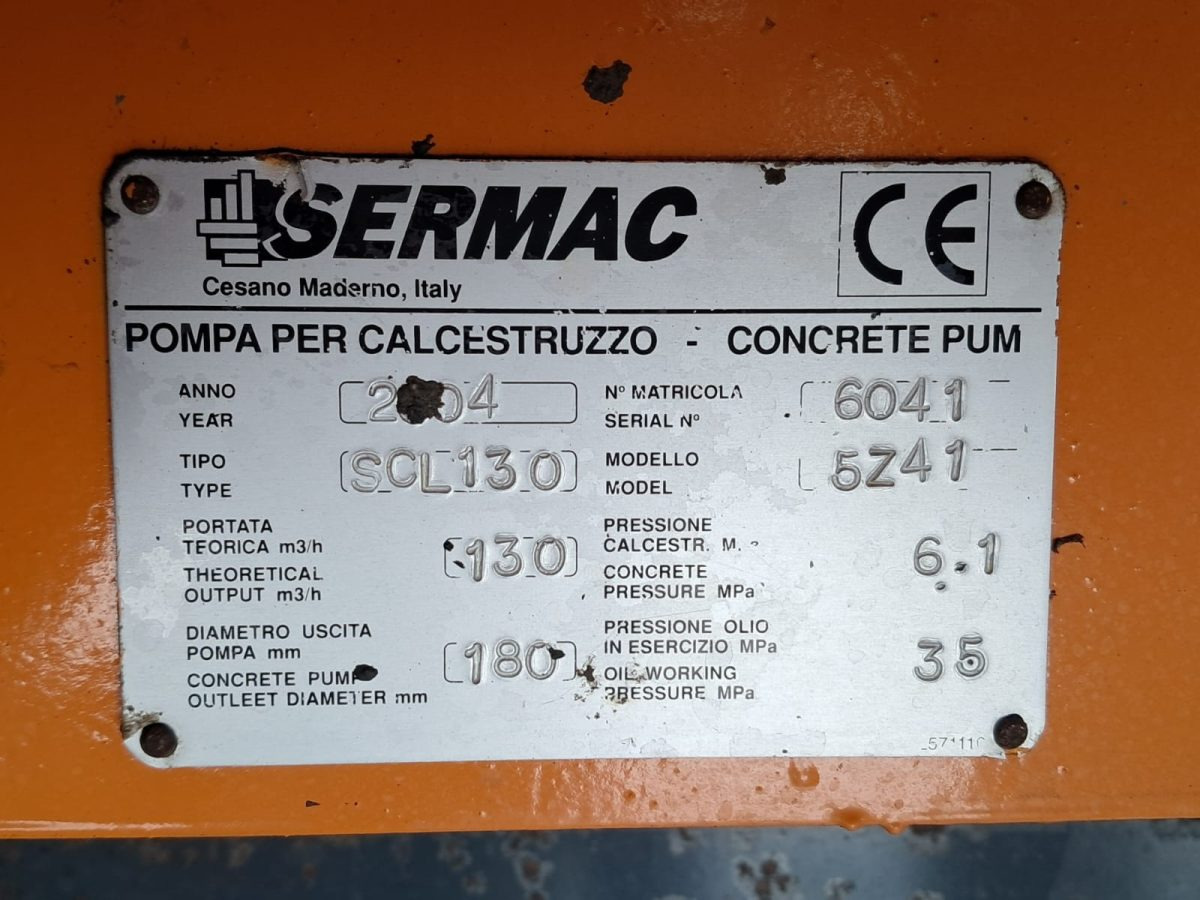 SERMAC
CE
Cesano Maderno, Italy
POMPA PER CALCESTRUZZO - CONCRETE PUM
ANNO
YEAR
2004
Nº MATRICOLA
SERIAL Nº
6041
TIPO
TYPE
SCL130
MODELLO
MODEL
5Z41
PORTATA
TEORICA m3/h
THEORETICAL
OUTPUT m3/h
130
PRESSIONE
CALCESTR. M
CONCRETE
PRESSURE MPa
6.1
DIAMETRO USCITA
POMPA mm
CONCRETE PUMP
OUTLEET DIAMETER mm
180
PRESSIONE OLIO
IN ESERCIZIO MPa
OIL WORKING
PRESSURE MPa
35